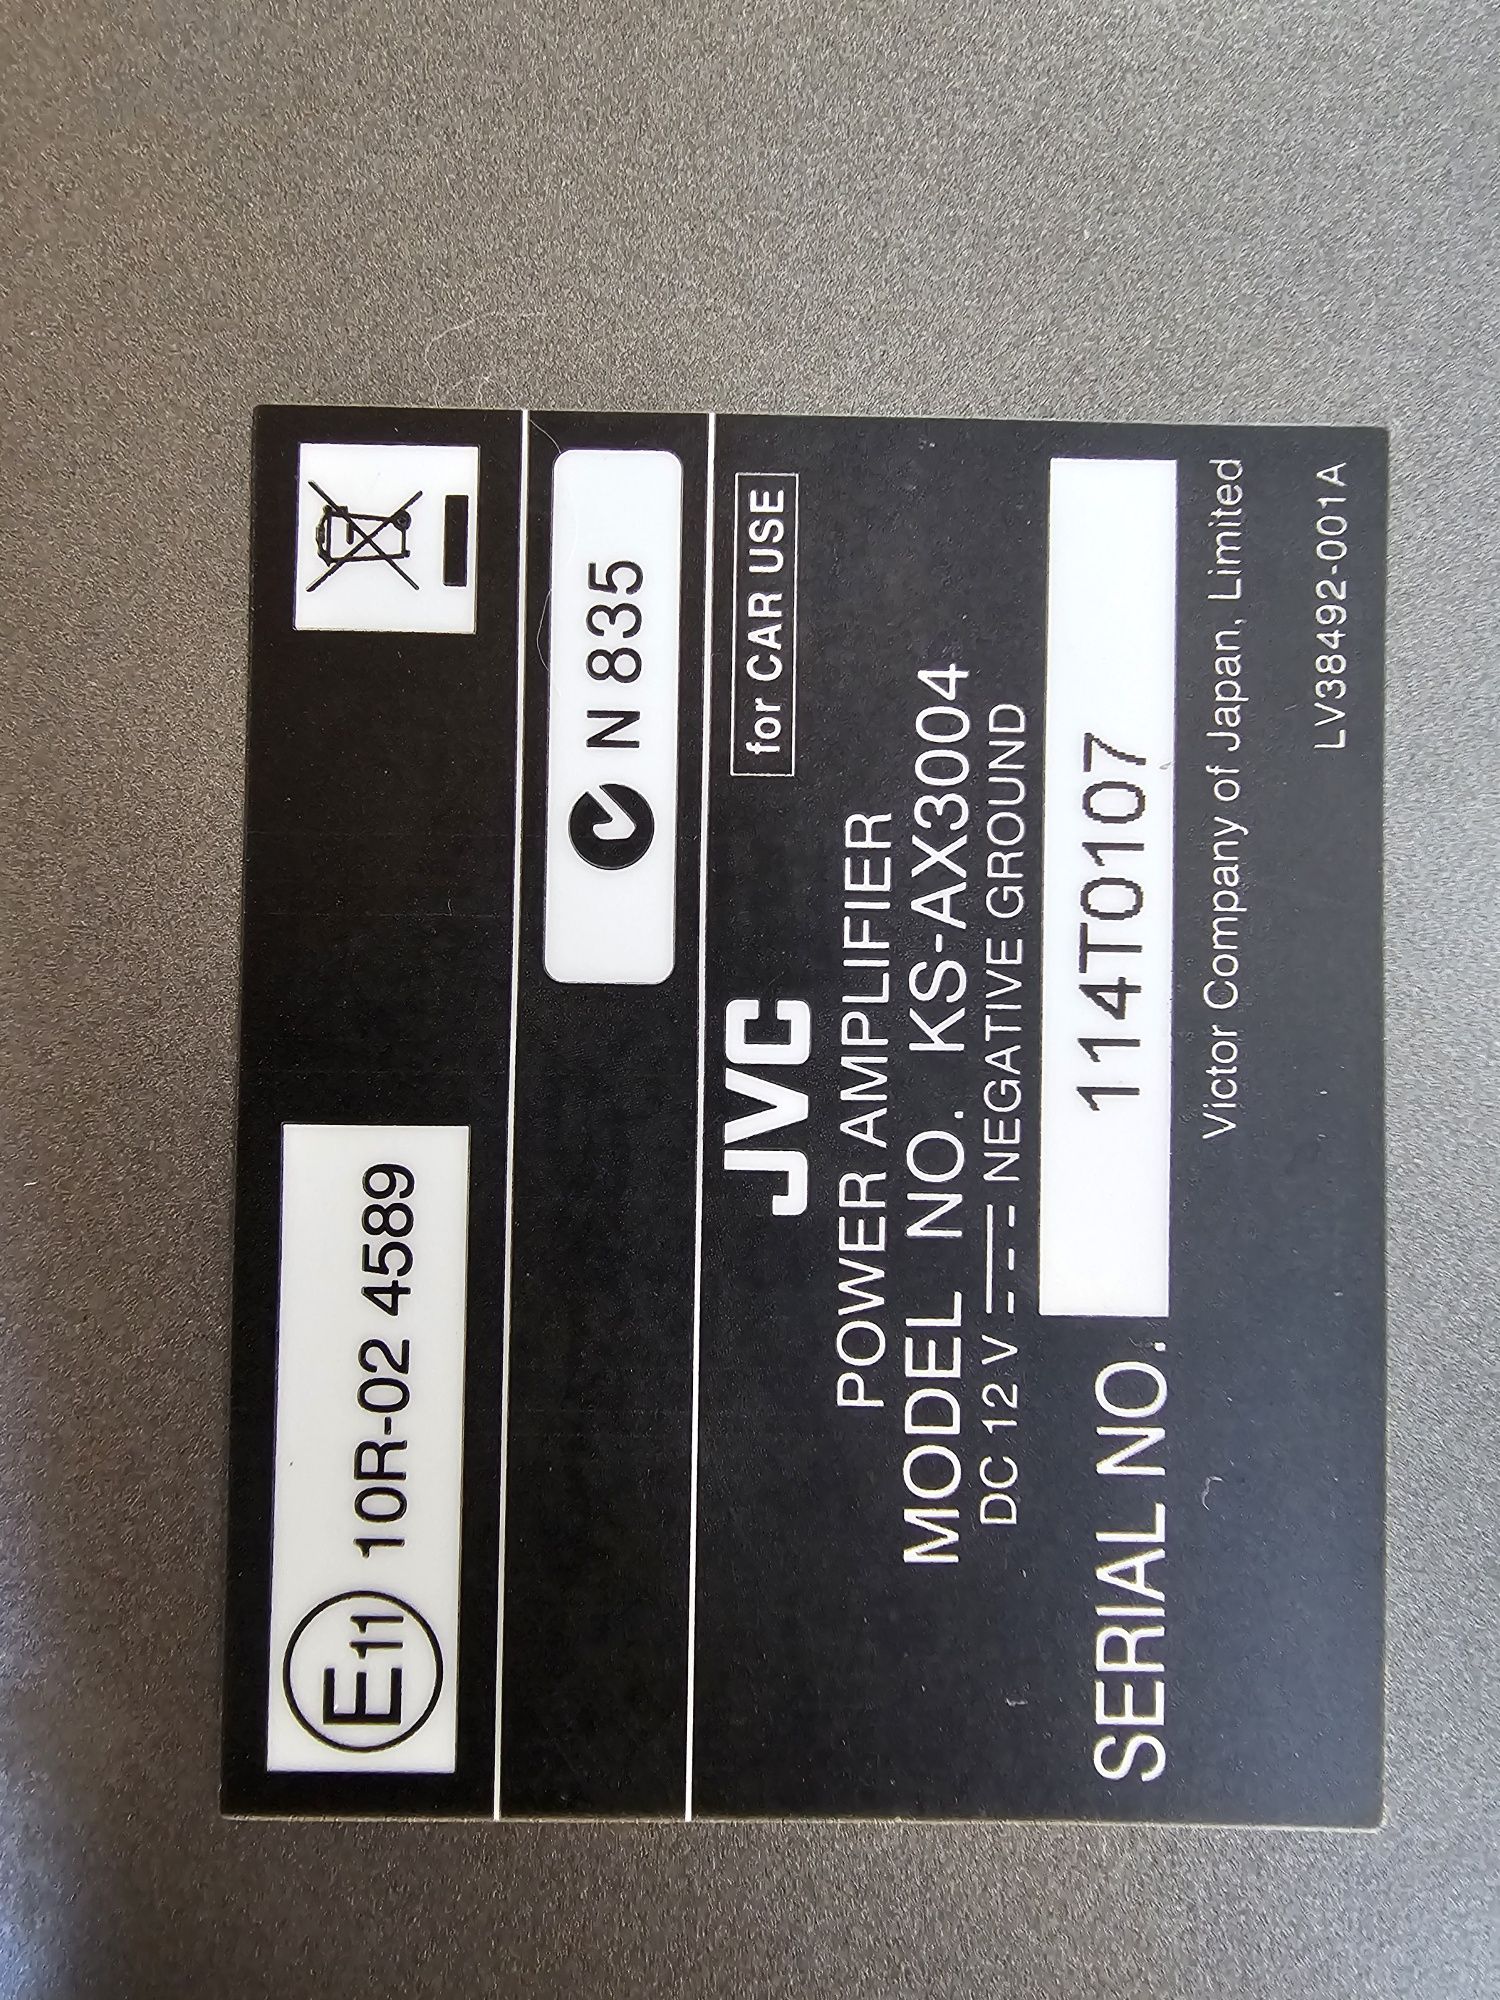 E11 10R-02 4589
N 835
JVC
for CAR USE
POWER AMPLIFIER
MODEL NO. KS-AX3004
DC 12 V NEGATIVE GROUND
SERIAL NO. 114T0107
Victor Company of Japan, Limited
LV38492-001A